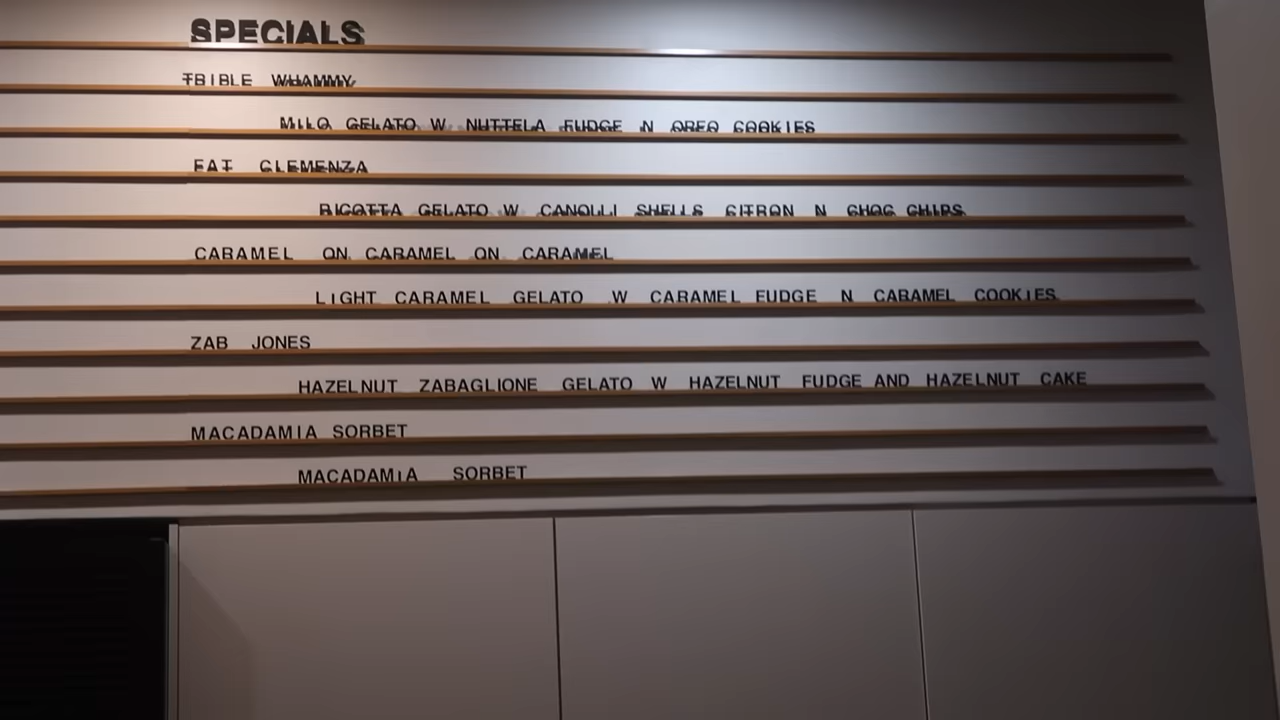 SPECIALS
TRIBLE WHAMMY
MILO GELATO W NUTTELA FUDGE N OREO COOKIES
FAT CLEMENZA
RICOTTA GELATO W CANOLLI SHELLS CITRON N CHOC CHIPS
CARAMEL ON CARAMEL ON CARAMEL
LIGHT CARAMEL GELATO W CARAMEL FUDGE N CARAMEL COOKIES
ZAB JONES
HAZELNUT ZABAGLIONE GELATO W HAZELNUT FUDGE AND HAZELNUT CAKE
MACADAMIA SORBET
MACADAMIA SORBET